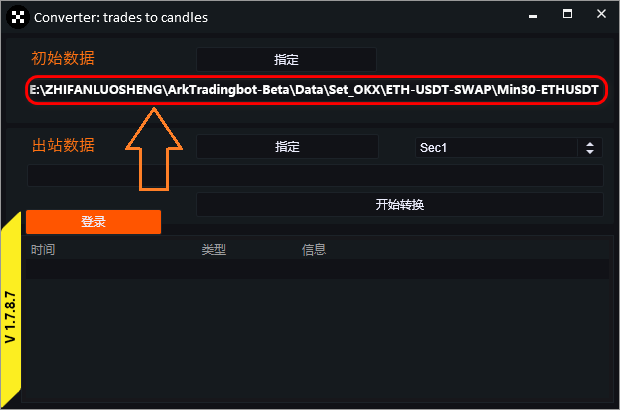 Converter: trades to candles
初始数据
指定
E:\ZHIFANLUOSHENG\ArkTradingbot-Beta\Data\Set_OKX\ETH-USDT-SWAP\Min30-ETHUSDT
出站数据
指定
Sec1
开始转换
登录
时间 类型 信息
V 1.7.8.7